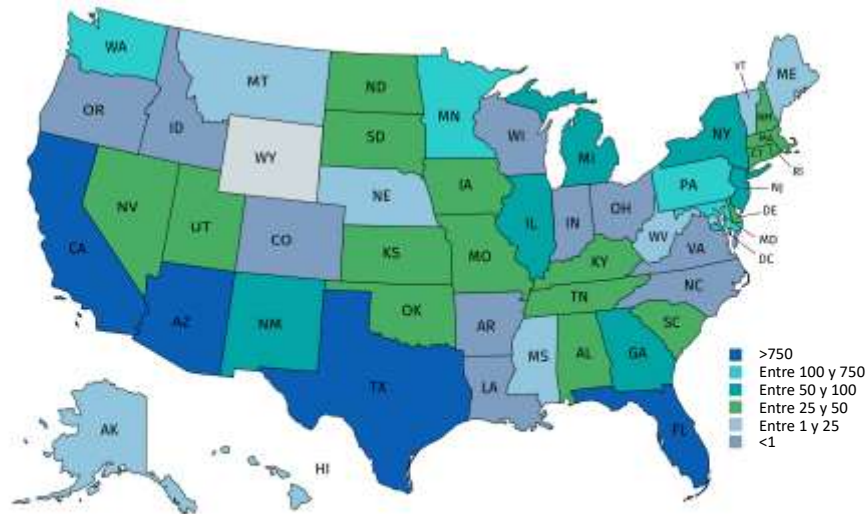 WA
MT
ND
MN
VT
ME
OR
ID
SD
WI
NH
WY
MI
NY
MA
CT
RI
NE
IA
PA
NJ
NV
UT
CO
IL
IN
OH
DE
CA
KS
MO
WV
VA
MD
DC
KY
NC
AZ
NM
OK
TN
AR
SC
MS
AL
GA
TX
LA
FL
AK
HI
>750
Entre 100 y 750
Entre 50 y 100
Entre 25 y 50
Entre 1 y 25
<1